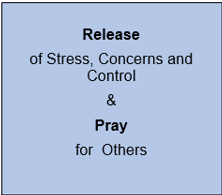 Release
of Stress, Concerns and
Control
&
Pray
for Others